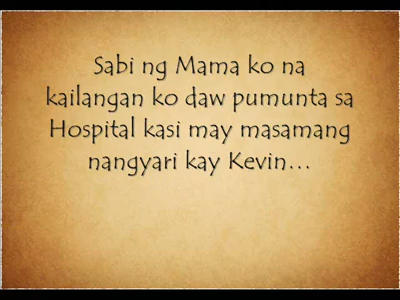 Sabi ng Mama ko na
kailangan ko daw pumunta sa
Hospital kasi may masamang
nangyari kay Kevin...